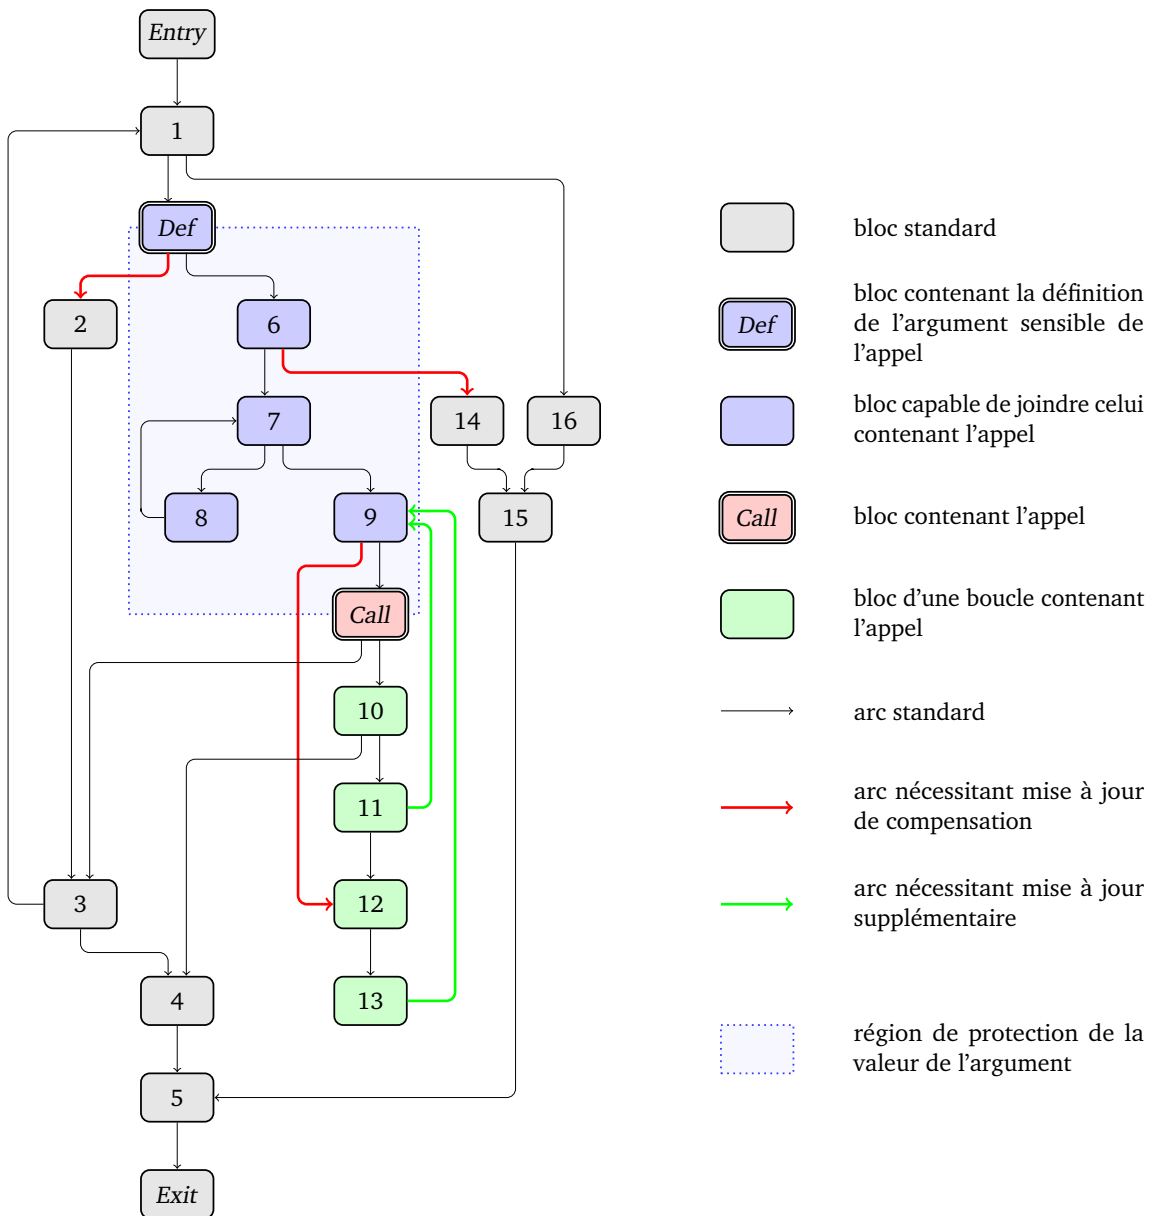 Entry
1
Def
2
6
7
14
16
8
9
15
Call
10
11
3
12
4
13
5
Exit
bloc standard
Def
bloc contenant la définition
de l'argument sensible de
l'appel
bloc capable de joindre celui
contenant l'appel
Call
bloc contenant l'appel
bloc d'une boucle contenant
l'appel
arc standard
arc nécessitant mise à jour
de compensation
arc nécessitant mise à jour
supplémentaire
région de protection de la
valeur de l'argument